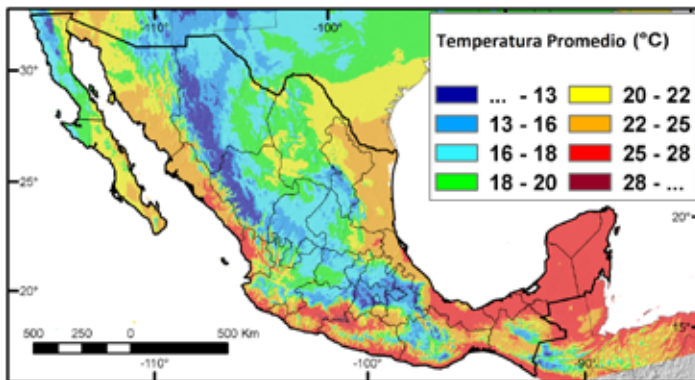 -110° -100°
Temperatura Promedio (°C)
... - 13 20 - 22
13 - 16 22 - 25
16 - 18 25 - 28
18 - 20 28 - ...
30°
25°
20°
20°
15°
500 250 0 500 Km
-110° -100° -90°